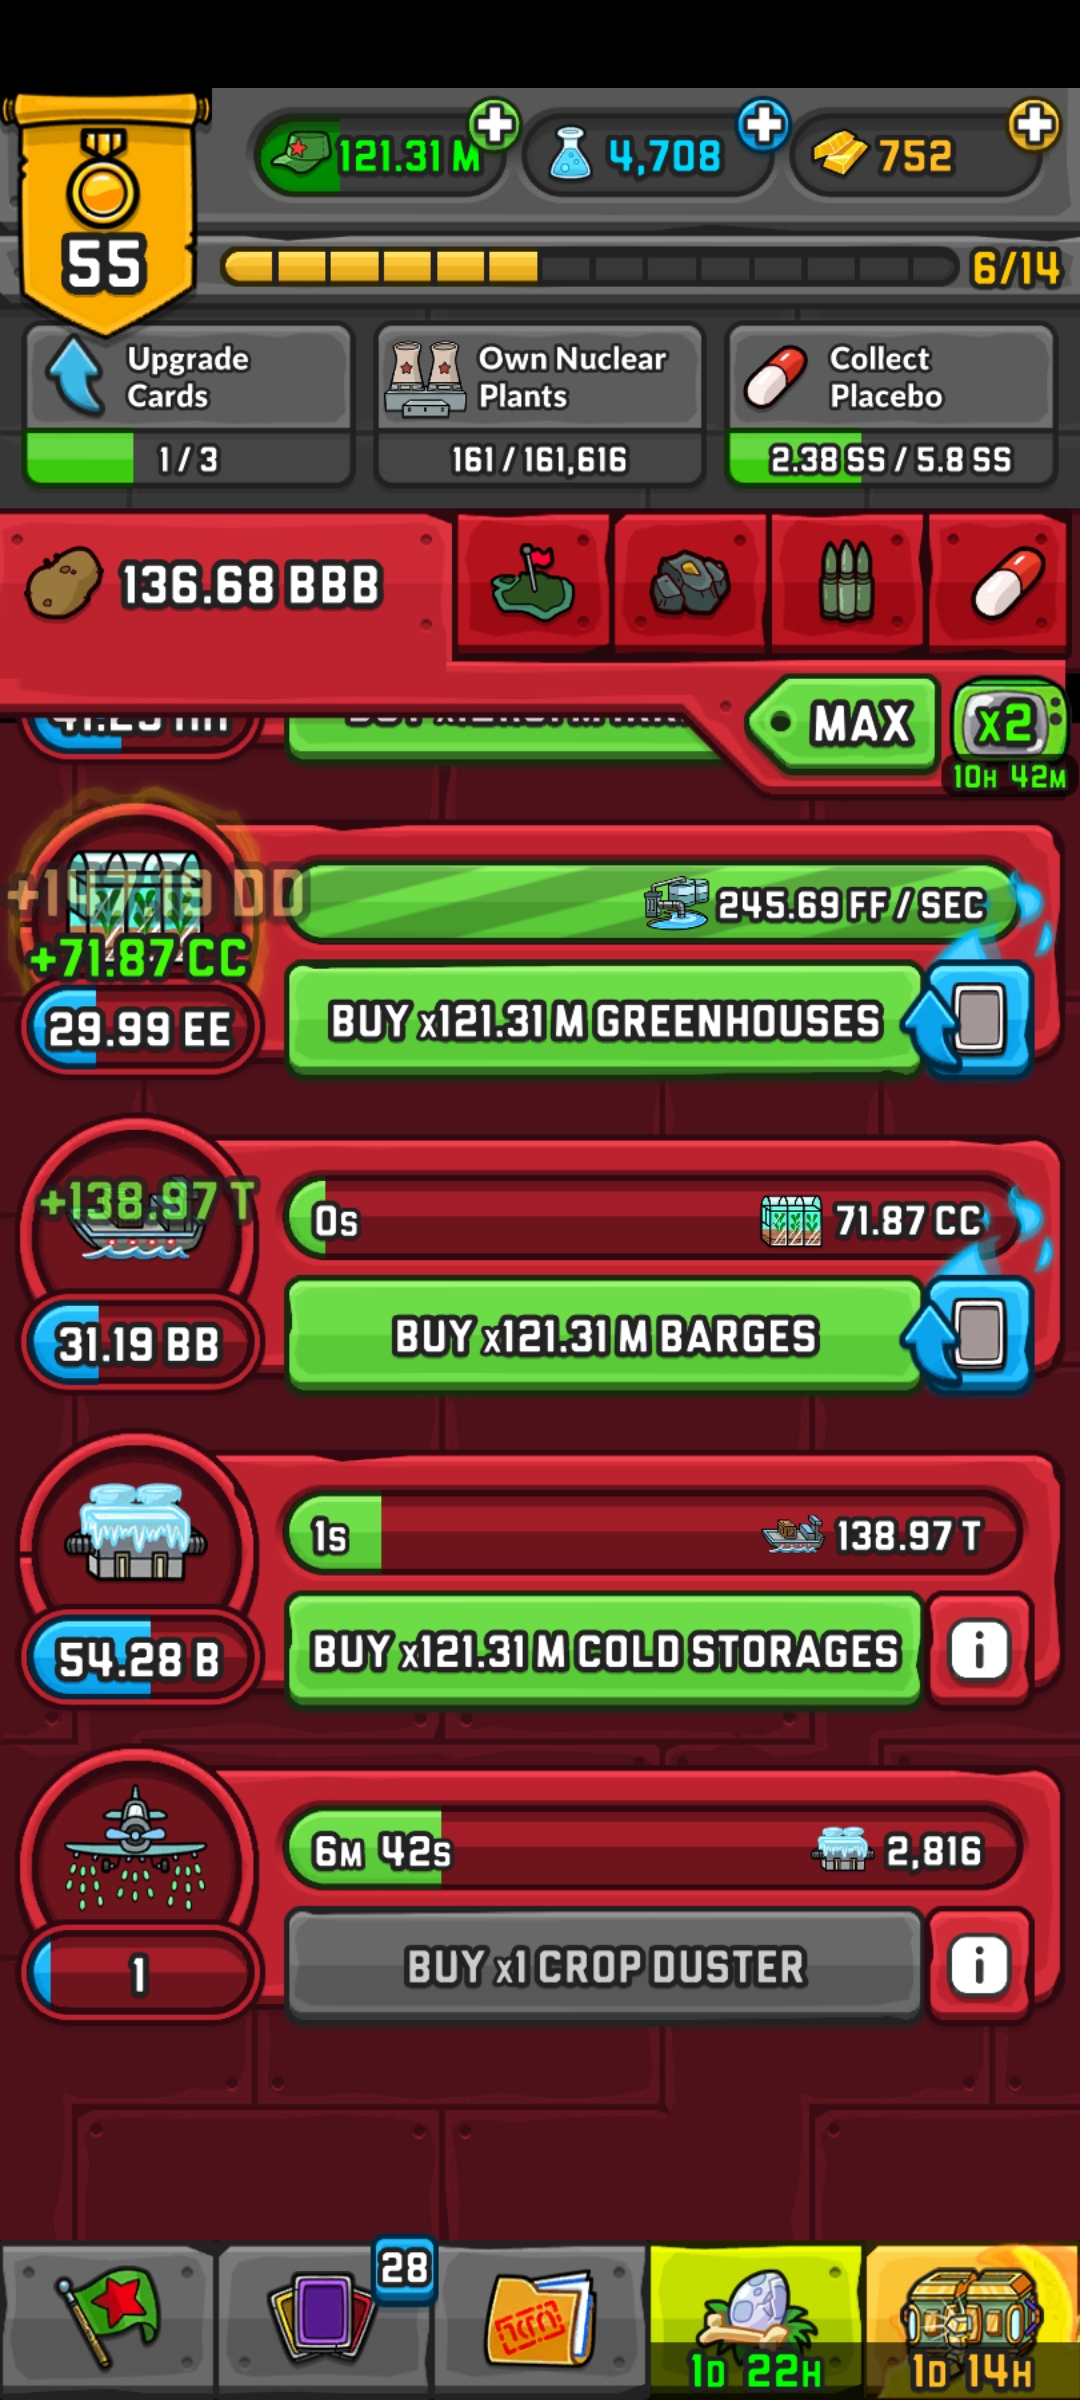 55
121.31 M
4,708
752
6/14
Upgrade
Cards
1 / 3
Own Nuclear
Plants
161 / 161,616
Collect
Placebo
2.38 SS / 5.8 SS
136.68 BBB
MAX
x2
10H 42M
+71.87 CC
245.69 FF / SEC
29.99 EE
BUY x121.31 M GREENHOUSES
+138.97 T
0s
71.87 CC
31.19 BB
BUY x121.31 M BARGES
1s
138.97 T
54.28 B
BUY x121.31 M COLD STORAGES
i
6M 42s
2,816
1
BUY x1 CROP DUSTER
i
28
1D 22H
1D 14H